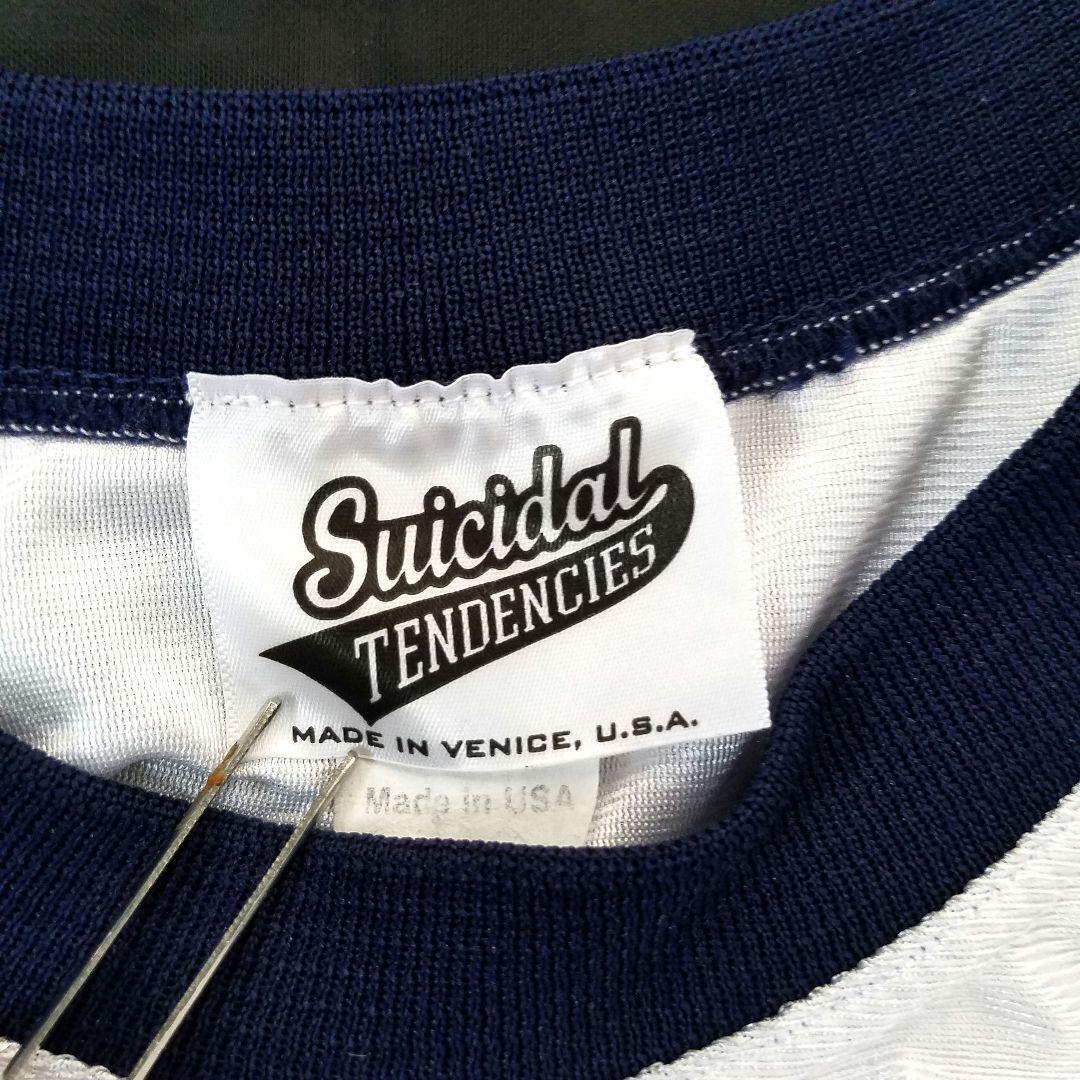 Suicidal
TENDENCIES
MADE IN VENICE, U.S.A.
Made in USA